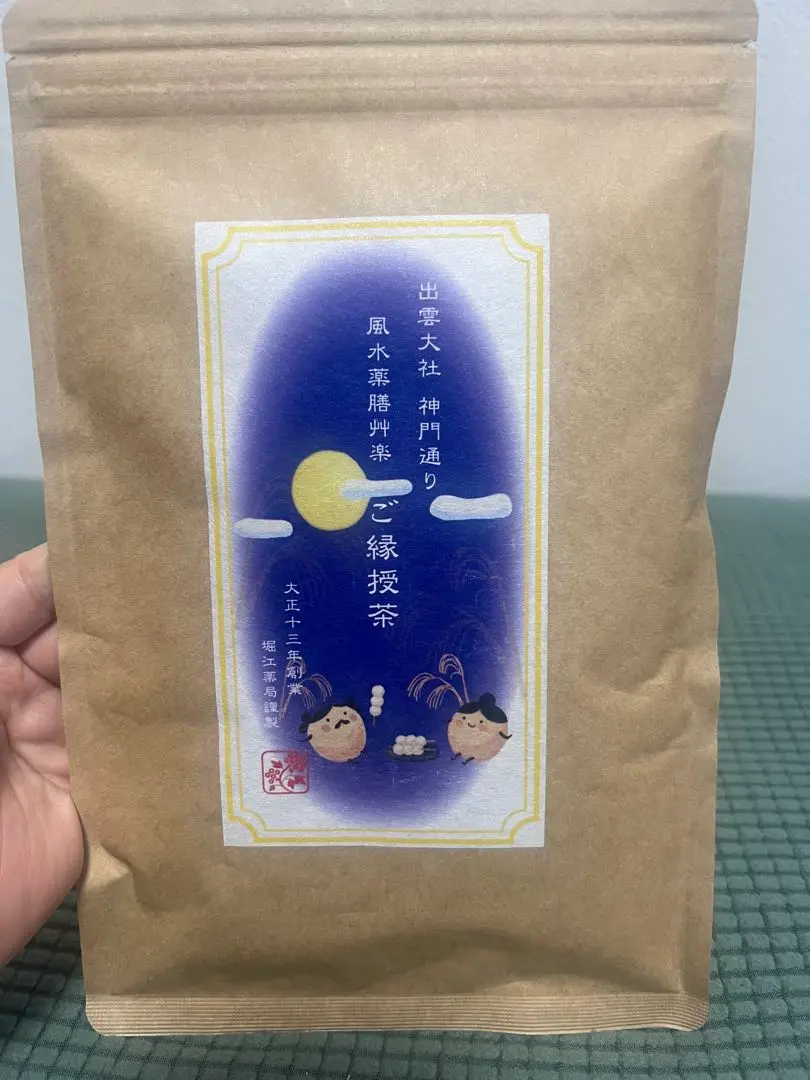 出雲大社 神門通り
風水薬膳艸楽 ご縁授茶
大正十三年創業
堀江薬局謹製